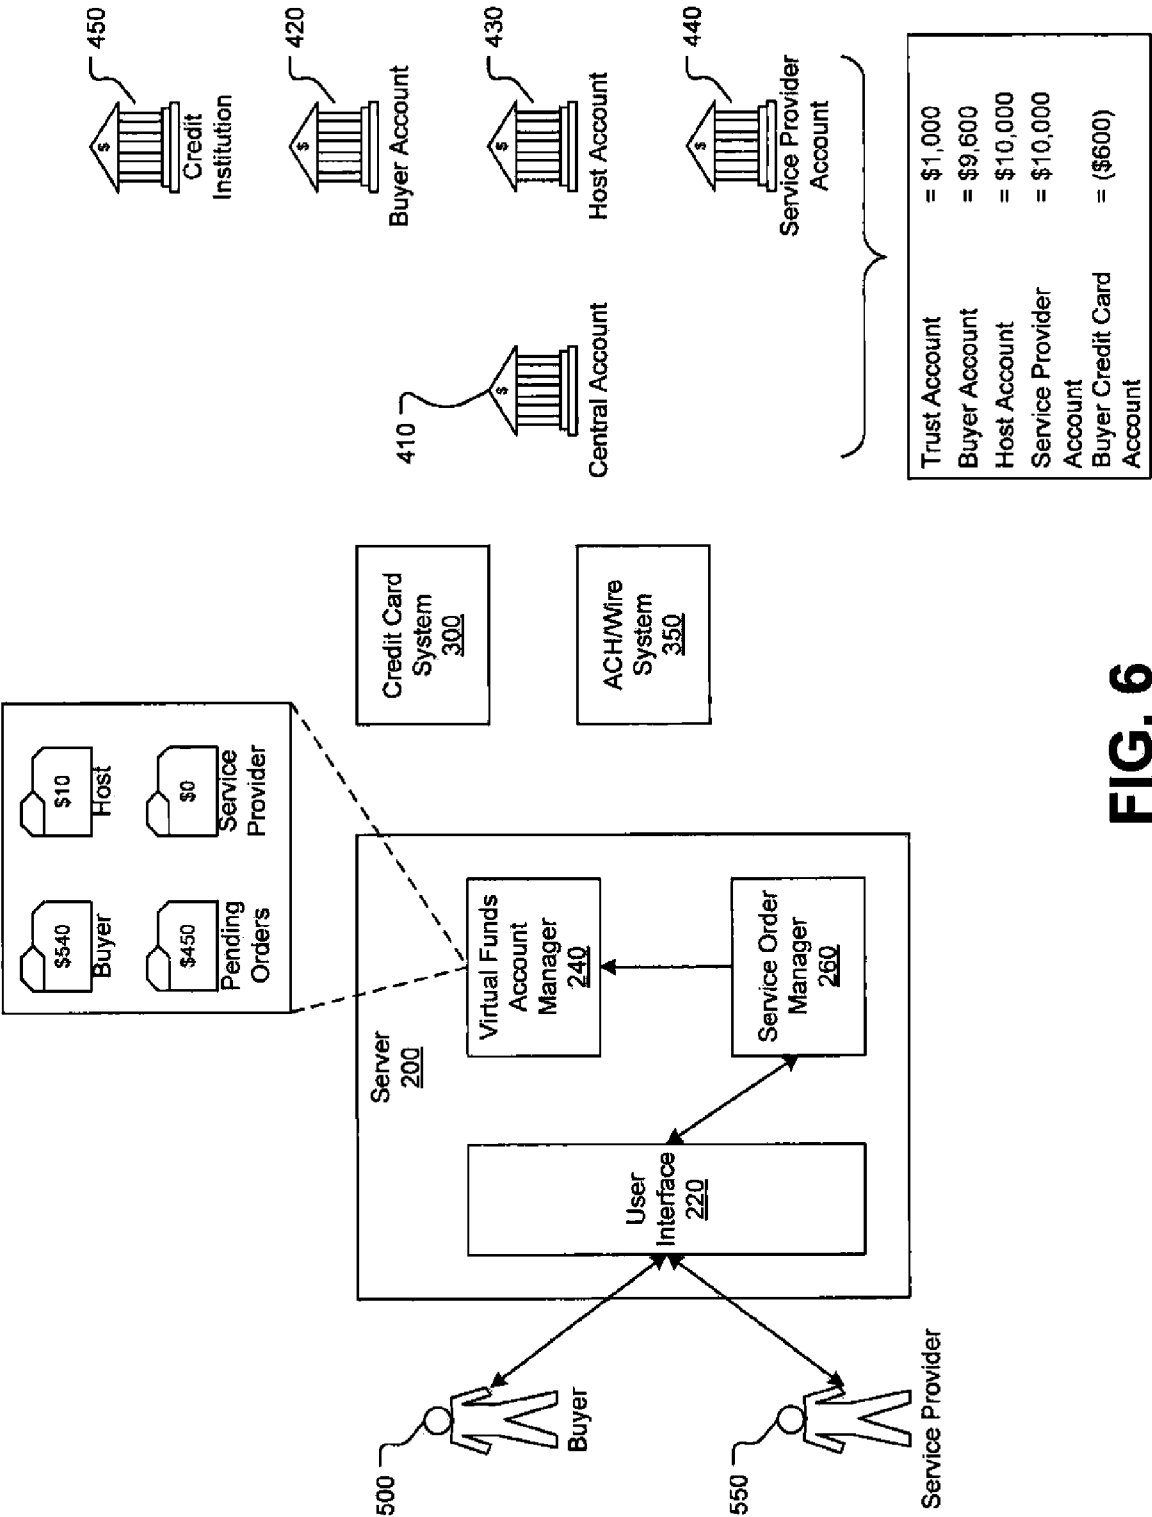 $540
Buyer
$10
Host
$450
Pending
Orders
$0
Service
Provider
500
Buyer
550
Service Provider
Server
200
User
Interface
220
Virtual Funds
Account
Manager
240
Service Order
Manager
260
Credit Card
System
300
ACH/Wire
System
350
410
$
Central Account
450
$
Credit
Institution
420
$
Buyer Account
430
$
Host Account
440
$
Service Provider
Account
Trust Account = $1,000
Buyer Account = $9,600
Host Account = $10,000
Service Provider = $10,000
Account
Buyer Credit Card = ($600)
Account
FIG. 6